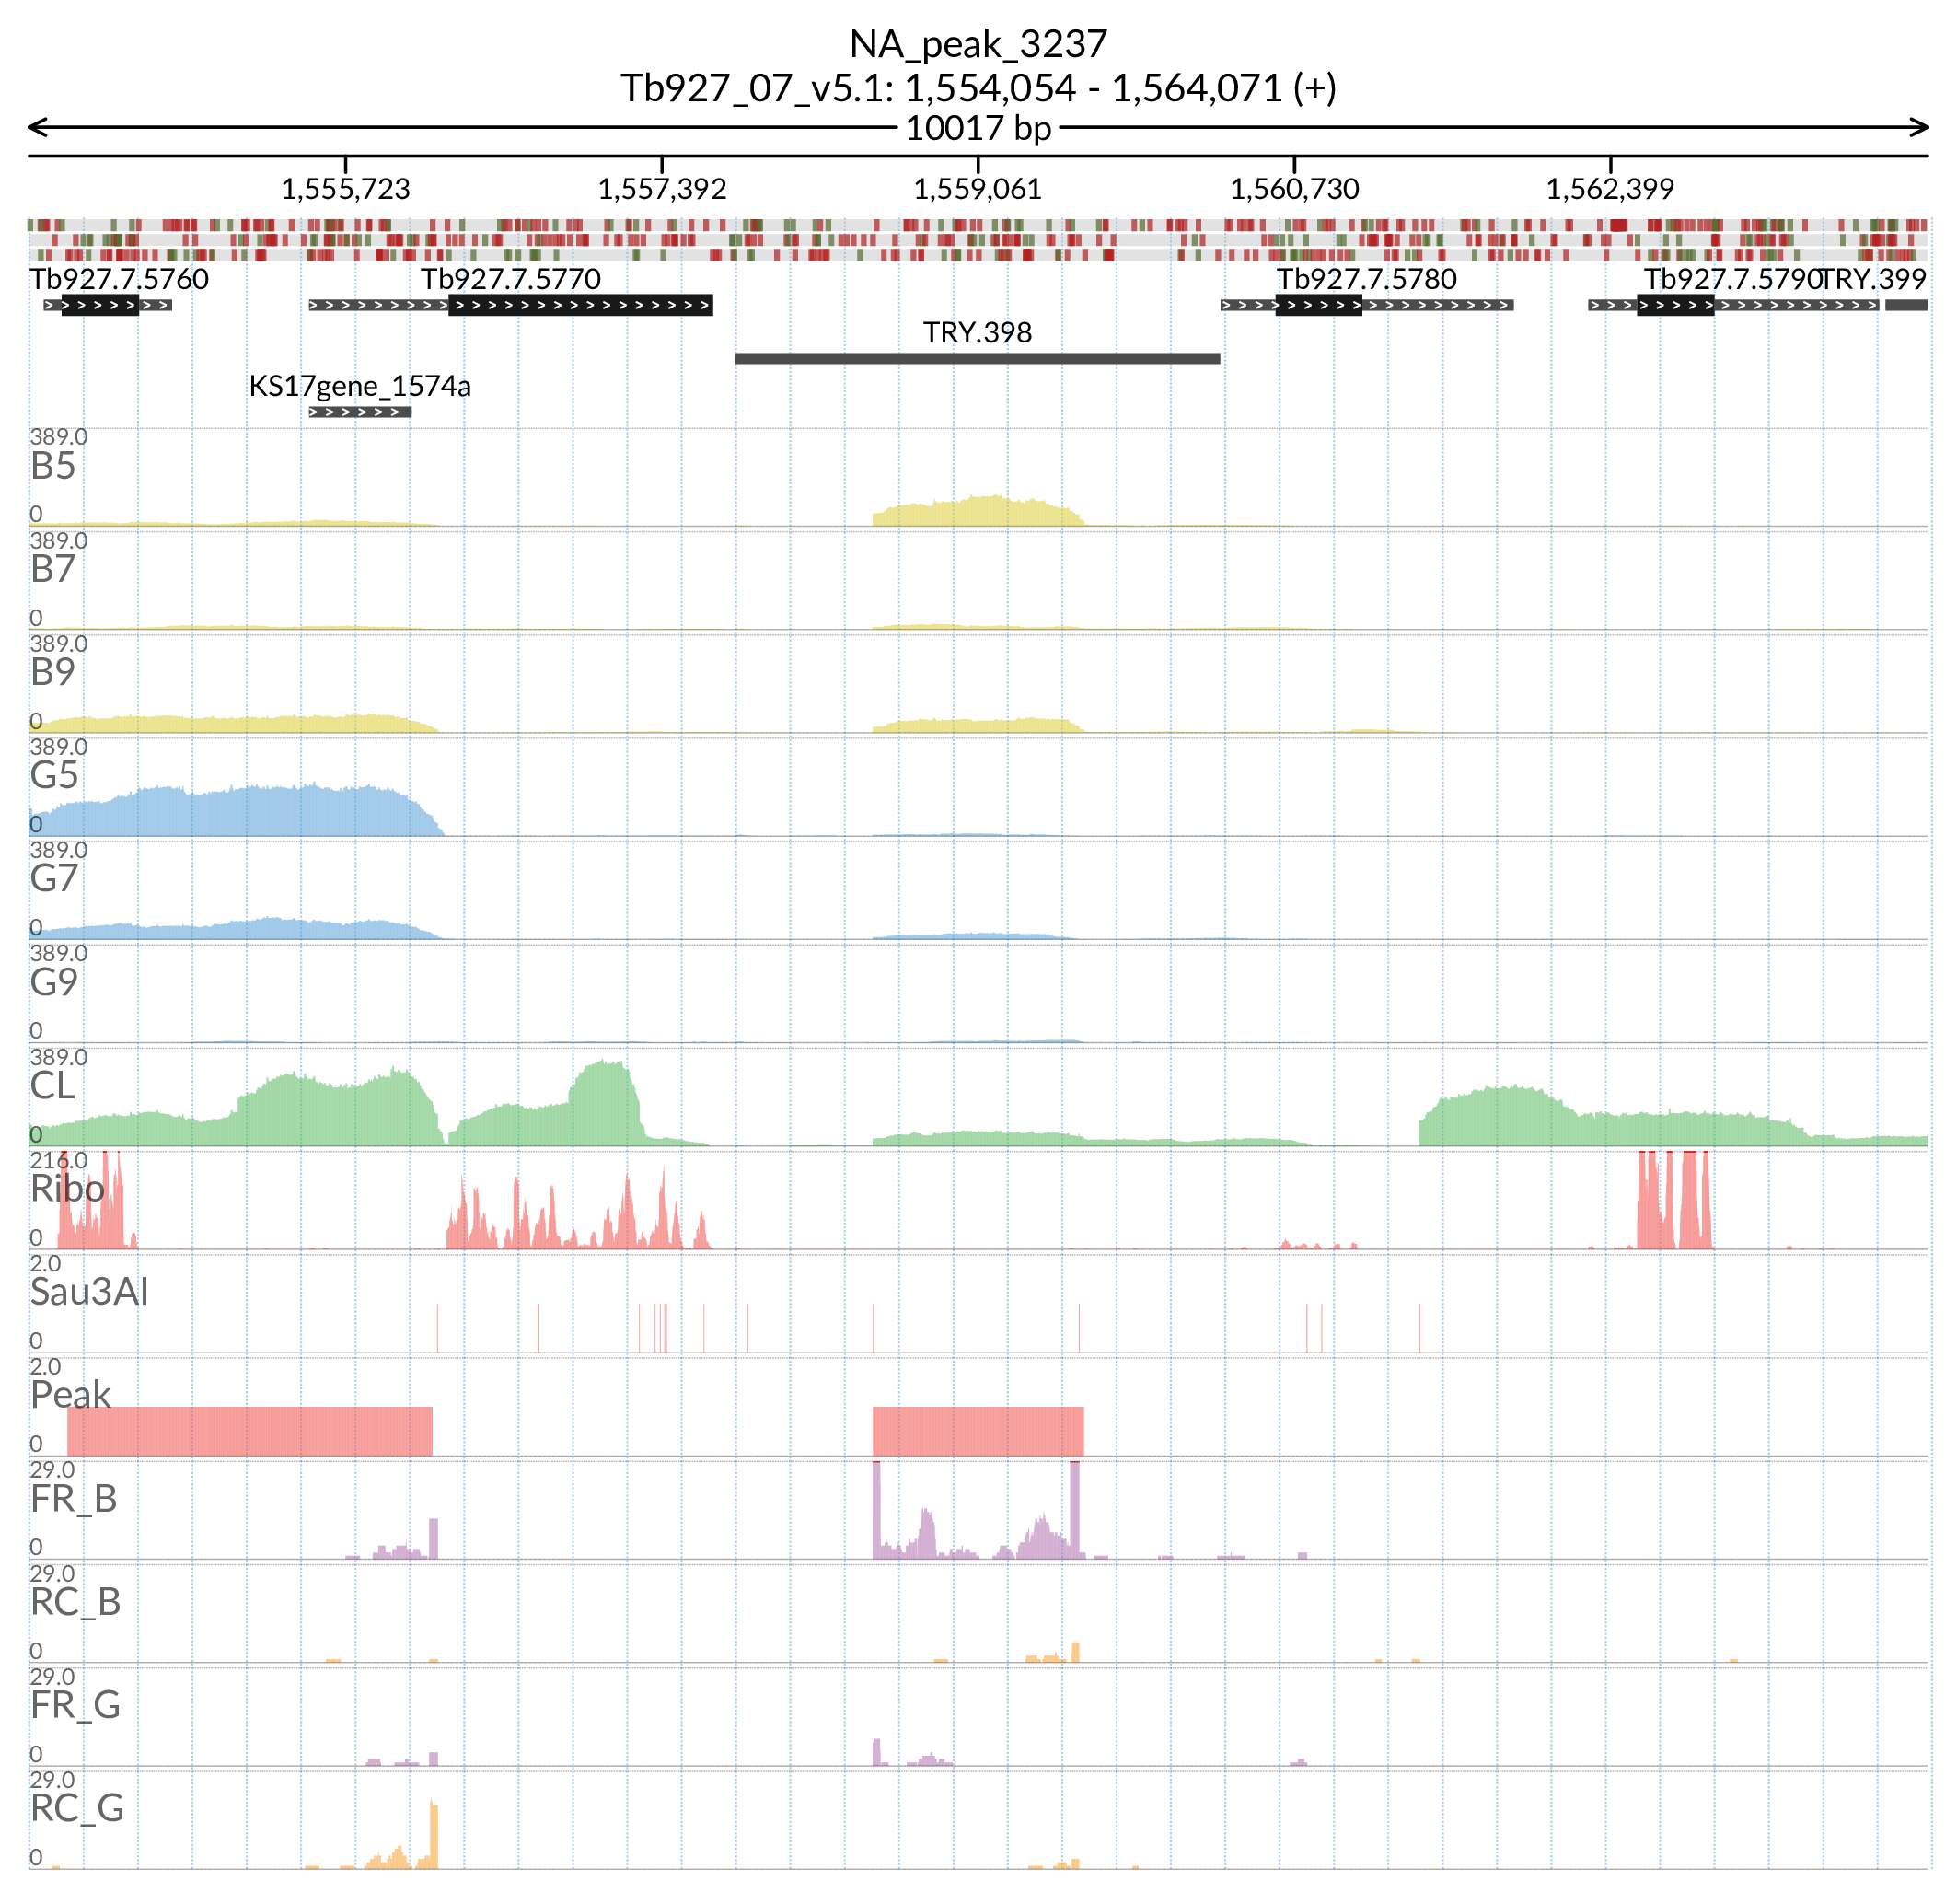 NA_peak_3237
Tb927_07_v5.1: 1,554,054 - 1,564,071 (+)
10017 bp
1,555,723 1,557,392 1,559,061 1,560,730 1,562,399
Tb927.7.5760 Tb927.7.5770 Tb927.7.5780 Tb927.7.5790 TRY.399
TRY.398
KS17gene_1574a
389.0
B5
0
389.0
B7
0
389.0
B9
0
389.0
G5
0
389.0
G7
0
389.0
G9
0
389.0
CL
0
216.0
Ribo
0
2.0
Sau3AI
0
2.0
Peak
0
29.0
FR_B
0
29.0
RC_B
0
29.0
FR_G
0
29.0
RC_G
0